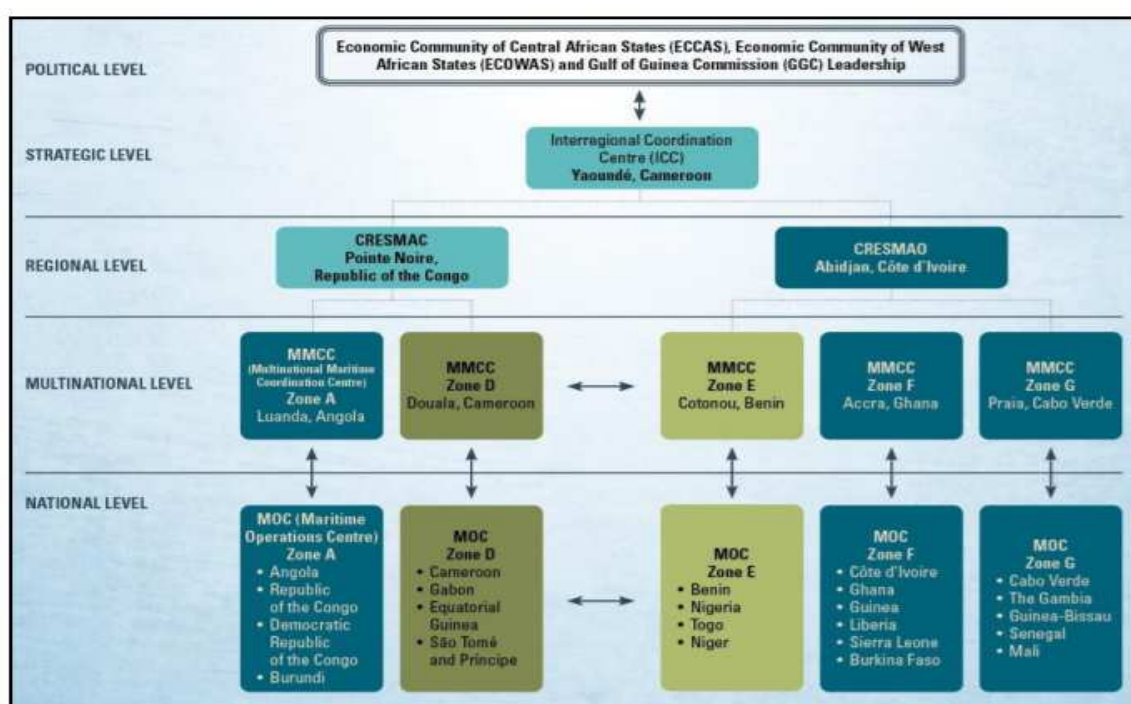 POLITICAL LEVEL
Economic Community of Central African States (ECCAS), Economic Community of West
African States (ECOWAS) and Gulf of Guinea Commission (GGC) Leadership
STRATEGIC LEVEL
Interregional Coordination
Centre (ICC)
Yaoundé, Cameroon
REGIONAL LEVEL
CRESMAC
Pointe Noire,
Republic of the Congo
CRESMAO
Abidjan, Côte d'Ivoire
MULTINATIONAL LEVEL
MMCC
(Multinational Maritime
Coordination Centre)
Zone A
Luanda, Angola
MMCC
Zone D
Douala, Cameroon
MMCC
Zone E
Cotonou, Benin
MMCC
Zone F
Accra, Ghana
MMCC
Zone G
Praia, Cabo Verde
NATIONAL LEVEL
MOC (Maritime
Operations Centre)
Zone A
• Angola
• Republic
of the Congo
• Democratic
Republic
of the Congo
• Burundi
MOC
Zone D
• Cameroon
• Gabon
• Equatorial
Guinea
• São Tomé
and Príncipe
MOC
Zone E
• Benin
• Nigeria
• Togo
• Niger
MOC
Zone F
• Côte d'Ivoire
• Ghana
• Guinea
• Liberia
• Sierra Leone
• Burkina Faso
MOC
Zone G
• Cabo Verde
• The Gambia
• Guinea-Bissau
• Senegal
• Mali